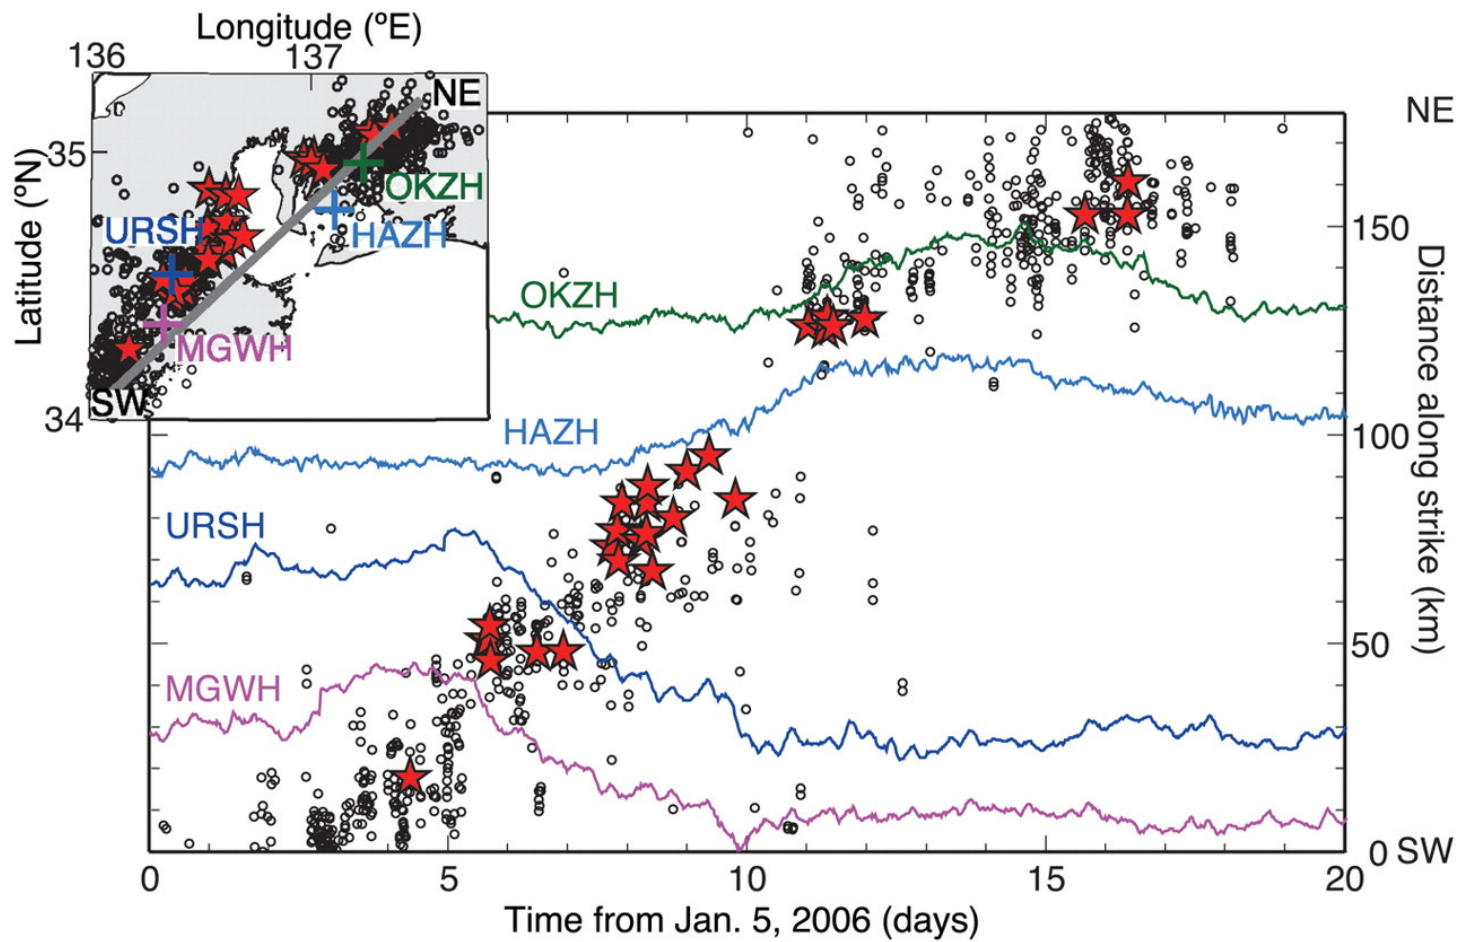 Longitude (ºE)
136
137
NE
NE
35
Latitude (ºN)
OKZH
URSH
HAZH
150
OKZH
MGWH
SW
34
HAZH
100
Distance along strike (km)
URSH
50
MGWH
0 SW
0
5
10
15
20
Time from Jan. 5, 2006 (days)